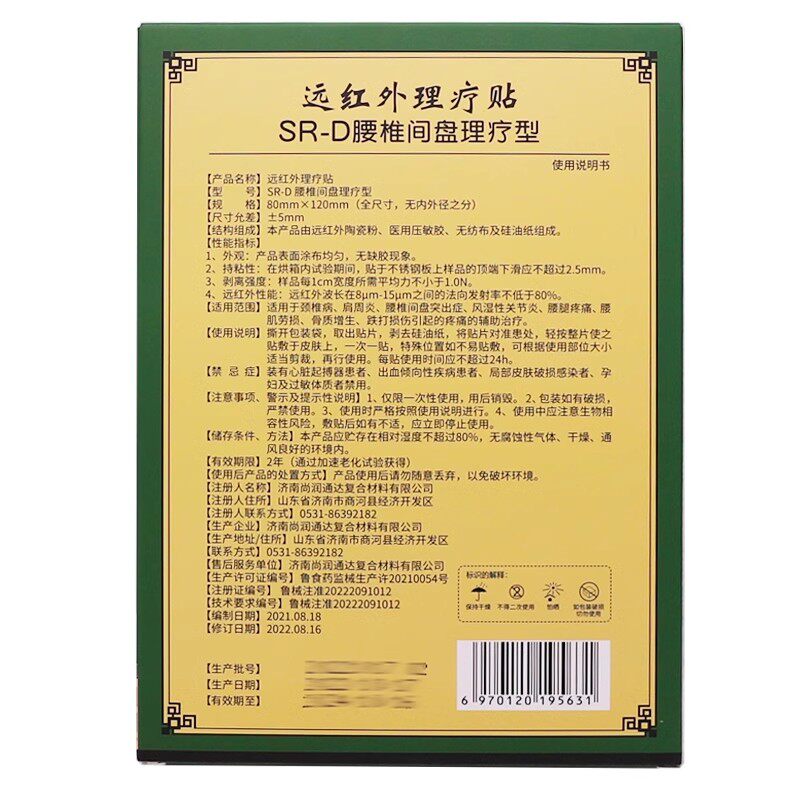 远红外理疗贴
SR-D腰椎间盘理疗型
使用说明书
【产品名称】远红外理疗贴
【型 号】SR-D 腰椎间盘理疗型
【规 格】80mm×120mm（全尺寸，无内外径之分）
【尺寸允差】±5mm
【结构组成】本产品由远红外陶瓷粉、医用压敏胶、无纺布及硅油纸组成。
【性能指标】
1、外观：产品表面涂布均匀，无缺胶现象。
2、持黏性：在烘箱内试验期间，贴于不锈钢板上样品的顶端下滑应不超过2.5mm。
3、剥离强度：样品每1cm宽度所需平均力不小于1.0N。
4、远红外性能：远红外波长在8μm-15μm之间的法向发射率不低于80%。
【适用范围】适用于颈椎病、肩周炎、腰椎间盘突出症、风湿性关节炎、腰腿疼痛、腰
肌劳损、骨质增生、跌打损伤引起的疼痛的辅助治疗。
【使用说明】撕开包装袋，取出贴片，剥去硅油纸，将贴片对准患处，轻按整片使之
贴敷于皮肤上，一次一贴，特殊位置如不易贴敷，可根据使用部位大小
适当剪裁，再行使用。每贴使用时间应不超过24h。
【禁 忌 症】装有心脏起搏器患者、出血倾向性疾病患者、局部皮肤破损感染者、孕
妇及过敏体质者禁用。
【注意事项、警示及提示性说明】1、仅限一次性使用，用后销毁。2、包装如有破损，
严禁使用。3、使用时严格按照使用说明进行。4、使用中应注意生物相
容性风险，敷贴后如有不适，应立即停止使用。
【储存条件、方法】本产品应贮存在相对湿度不超过80%，无腐蚀性气体、干燥、通
风良好的环境内。
【有效期限】2年（通过加速老化试验获得）
【使用后产品的处置方式】产品使用后请勿随意丢弃，以免破坏环境。
【注册人名称】济南尚润通达复合材料有限公司
【注册人住所】山东省济南市商河县经济开发区
【注册人联系方式】0531-86392182
【生产企业】济南尚润通达复合材料有限公司
【生产地址/住所】山东省济南市商河县经济开发区
【联系方式】0531-86392182
【售后服务单位】济南尚润通达复合材料有限公司
【生产许可证编号】鲁食药监械生产许20210054号
【注册证编号】鲁械注准20222091012
【技术要求编号】鲁械注准20222091012
【编制日期】2021.08.18
【修订日期】2022.08.16
标识的解释：
保持干燥 不得二次使用 怕晒 如包装破损
切勿使用
【生产批号】
【生产日期】
【有效期至】
6 970120 195631